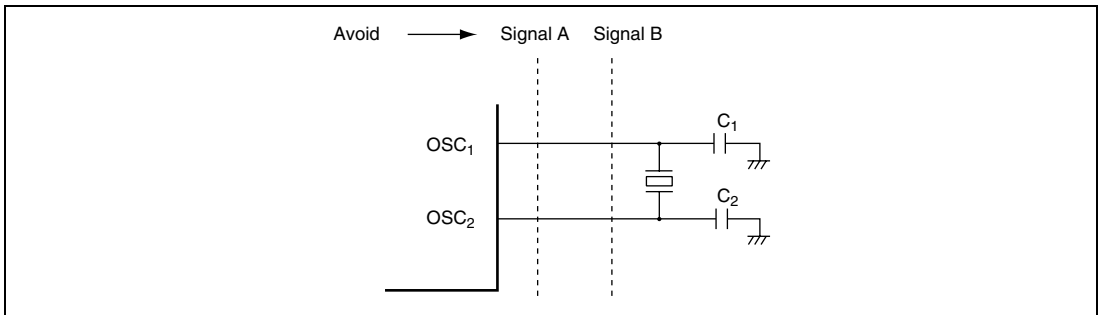 Avoid Signal A Signal B
C₁
OSC₁
C₂
OSC₂